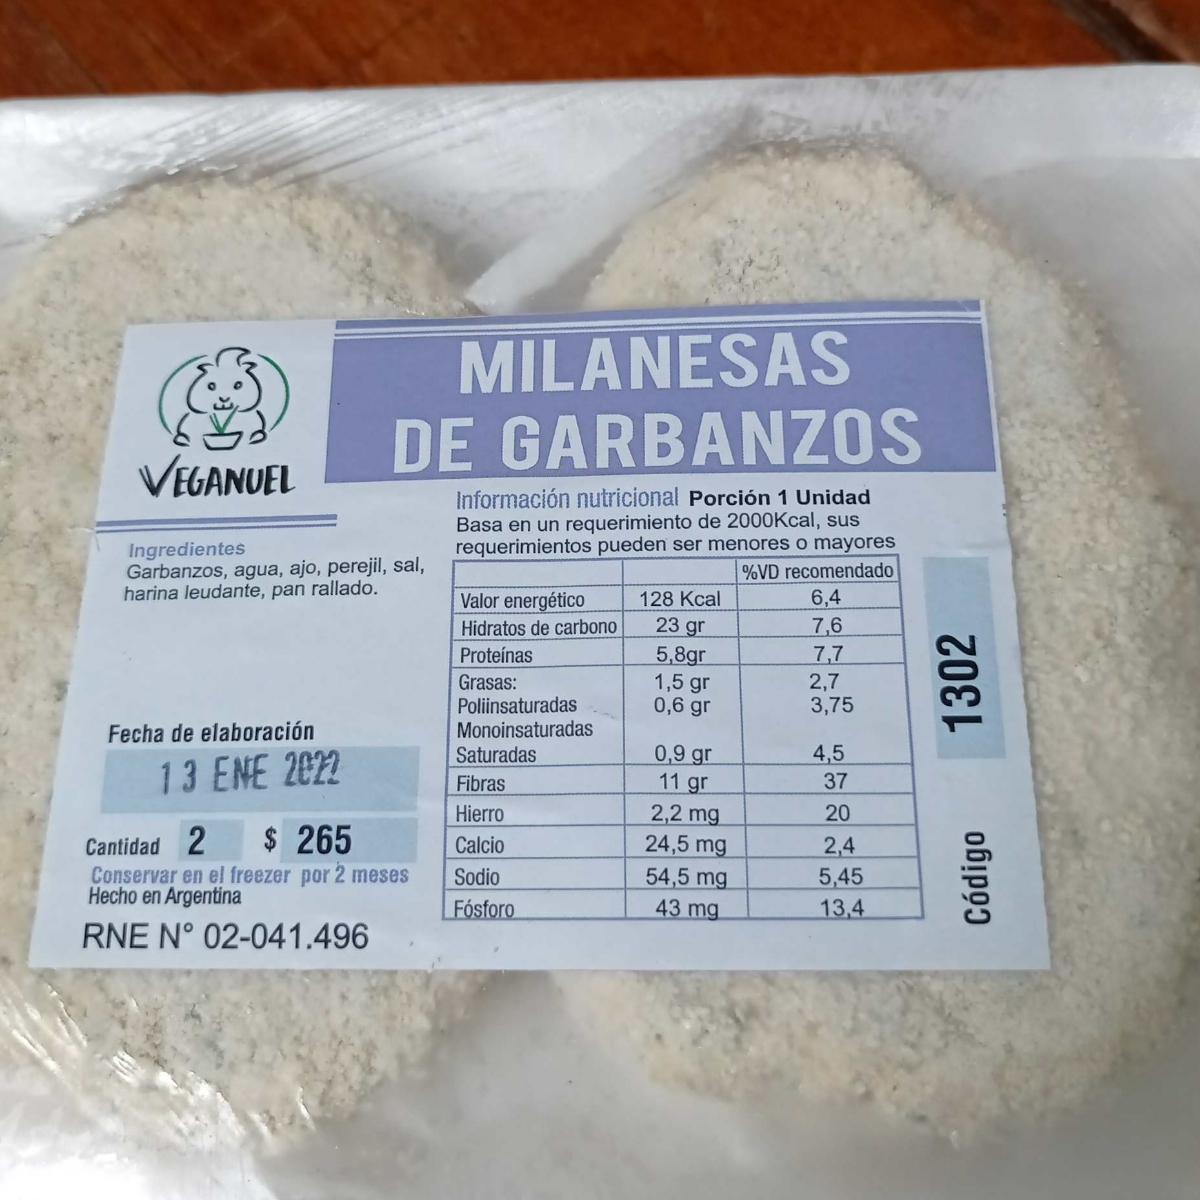 VEGANUEL
MILANESAS
DE GARBANZOS
Ingredientes
Garbanzos, agua, ajo, perejil, sal,
harina leudante, pan rallado.
Fecha de elaboración
13 ENE 2022
Cantidad 2 $ 265
Conservar en el freezer por 2 meses
Hecho en Argentina
RNE N° 02-041.496
Información nutricional Porción 1 Unidad
Basa en un requerimiento de 2000Kcal, sus
requerimientos pueden ser menores o mayores
%VD recomendado
Valor energético 128 Kcal 6,4
Hidratos de carbono 23 gr 7,6
Proteínas 5,8gr 7,7
Grasas: 1,5 gr 2,7
Poliinsaturadas 0,6 gr 3,75
Monoinsaturadas
Saturadas 0,9 gr 4,5
Fibras 11 gr 37
Hierro 2,2 mg 20
Calcio 24,5 mg 2,4
Sodio 54,5 mg 5,45
Fósforo 43 mg 13,4
Código 1302